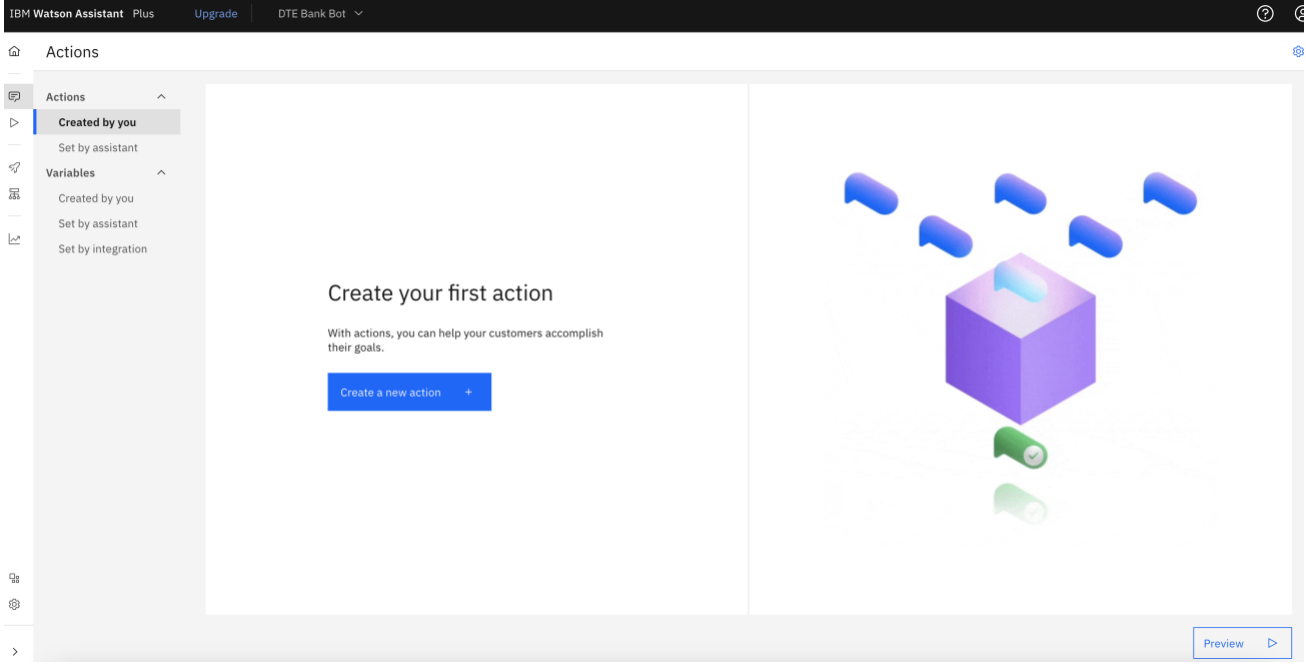 IBM Watson Assistant Plus Upgrade DTE Bank Bot
Actions
Actions
Created by you
Set by assistant
Variables
Created by you
Set by assistant
Set by integration
Create your first action
With actions, you can help your customers accomplish
their goals.
Create a new action +
Preview